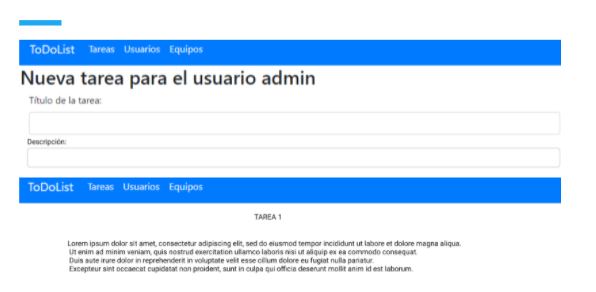 ToDoList Tareas Usuarios Equipos
Nueva tarea para el usuario admin
Título de la tarea:
Descripción:
ToDoList Tareas Usuarios Equipos
TAREA 1
Lorem ipsum dolor sit amet, consectetur adipiscing elit, sed do eiusmod tempor incididunt ut labore et dolore magna aliqua.
Ut enim ad minim veniam, quis nostrud exercitation ullamco laboris nisi ut aliquip ex ea commodo consequat.
Duis aute irure dolor in reprehenderit in voluptate velit esse cillum dolore eu fugiat nulla pariatur.
Excepteur sint occaecat cupidatat non proident, sunt in culpa qui officia deserunt mollit anim id est laborum.